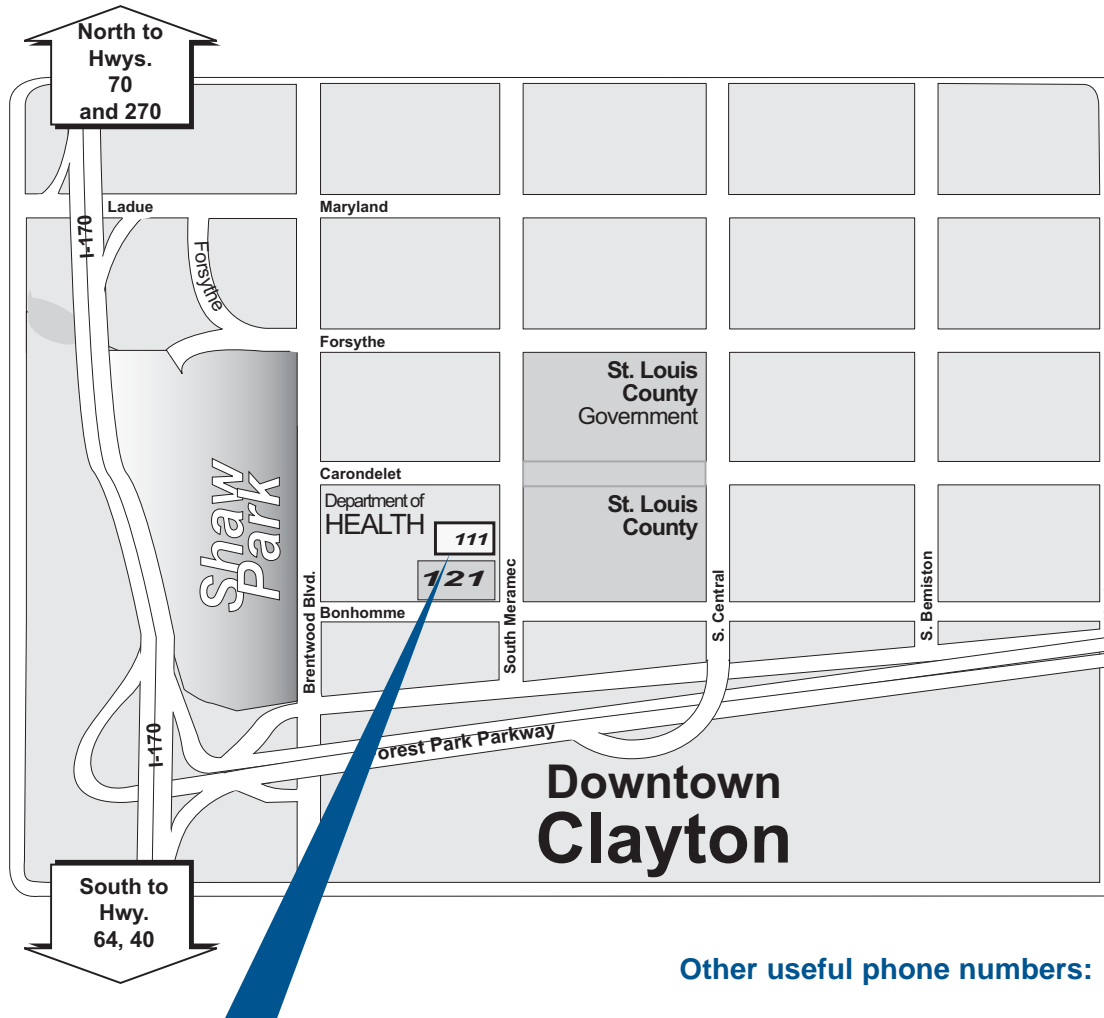 North to
Hwys.
70
and 270
Ladue
Maryland
I-170
Forsythe
Forsythe
St. Louis
County
Government
Carondelet
Shaw
Park
Department of
HEALTH
111
121
St. Louis
County
Brentwood Blvd.
Bonhomme
South Meramec
S. Central
S. Bemiston
I-170
orest Park Parkway
Downtown
Clayton
South to
Hwy.
64, 40
Other useful phone numbers: